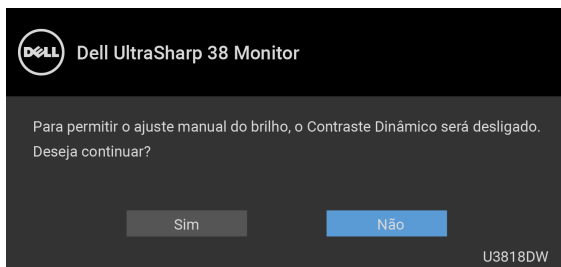 DELL Dell UltraSharp 38 Monitor
Para permitir o ajuste manual do brilho, o Contraste Dinâmico será desligado.
Deseja continuar?
Sim Não
U3818DW